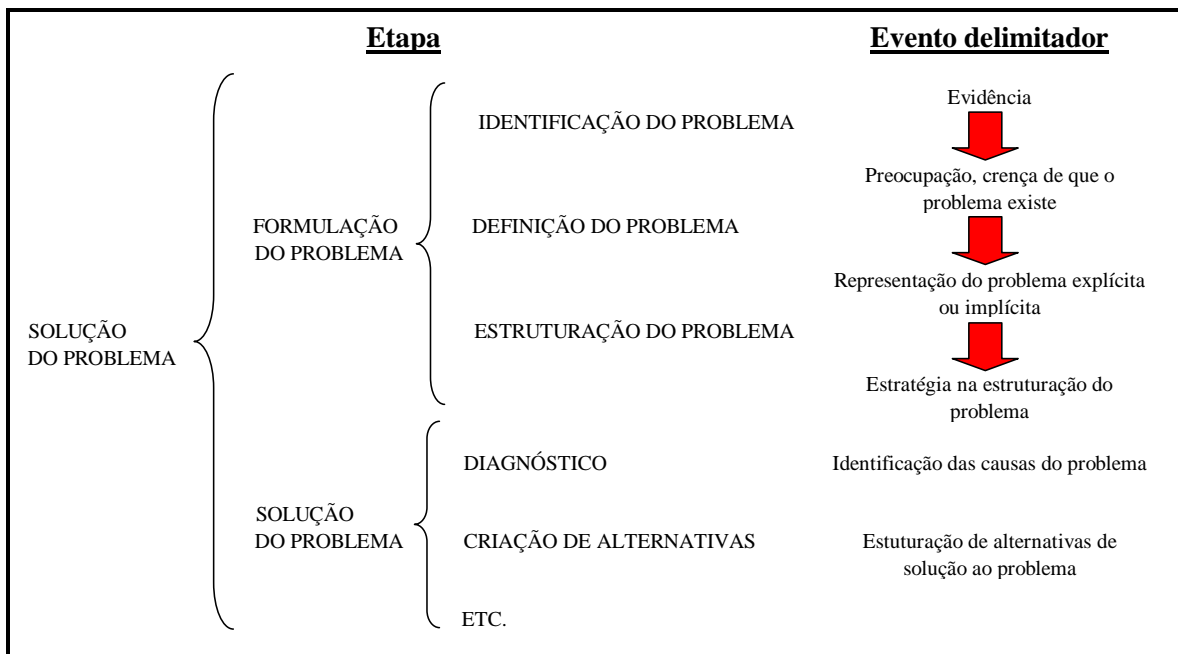 Etapa
Evento delimitador
Evidência
IDENTIFICAÇÃO DO PROBLEMA
Preocupação, crença de que o
problema existe
FORMULAÇÃO
DO PROBLEMA
DEFINIÇÃO DO PROBLEMA
Representação do problema explícita
ou implícita
SOLUÇÃO
DO PROBLEMA
ESTRUTURAÇÃO DO PROBLEMA
Estratégia na estruturação do
problema
DIAGNÓSTICO
Identificação das causas do problema
SOLUÇÃO
DO PROBLEMA
CRIAÇÃO DE ALTERNATIVAS
Estuturação de alternativas de
solução ao problema
ETC.